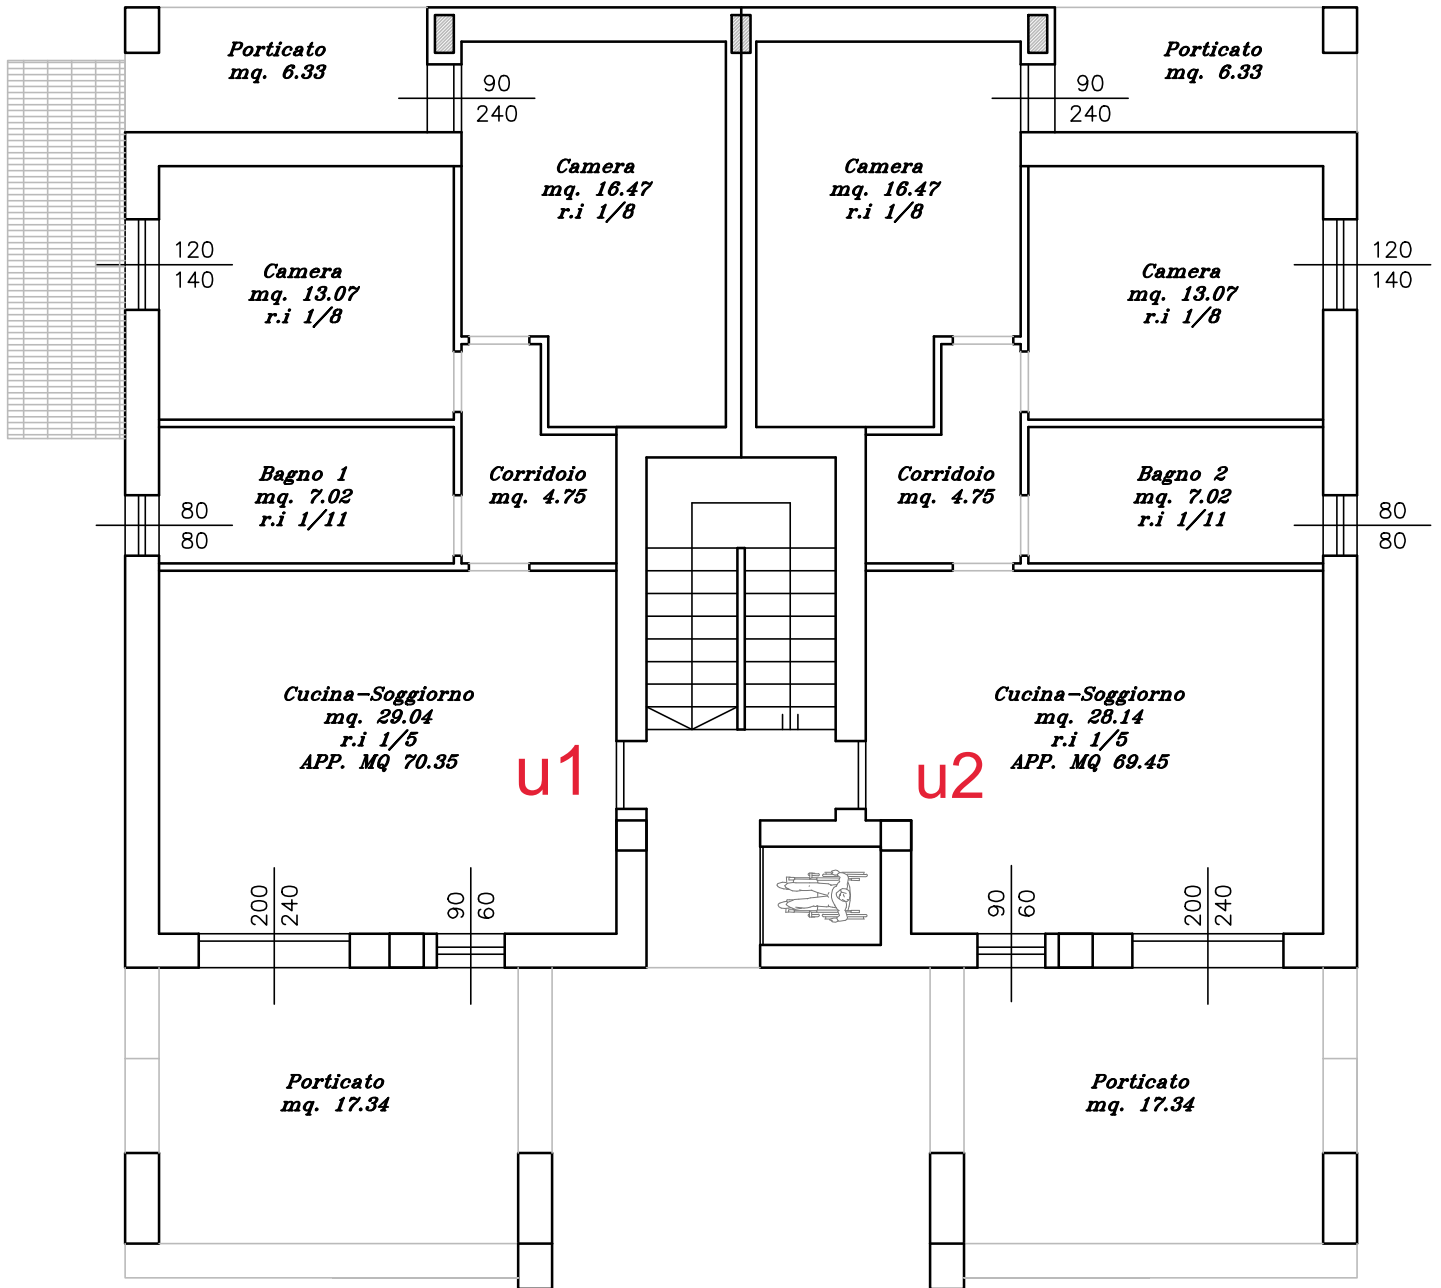 Porticato
mq. 6.33
Porticato
mq. 6.33
90
240
90
240
Camera
mq. 16.47
r.i 1/8
Camera
mq. 16.47
r.i 1/8
120
140
Camera
mq. 13.07
r.i 1/8
Camera
mq. 13.07
r.i 1/8
120
140
Bagno 1
mq. 7.02
r.i 1/11
Corridoio
mq. 4.75
Corridoio
mq. 4.75
Bagno 2
mq. 7.02
r.i 1/11
80
80
80
80
Cucina-Soggiorno
mq. 29.04
r.i 1/5
APP. MQ 70.35
u1
Cucina-Soggiorno
mq. 28.14
r.i 1/5
APP. MQ 69.45
u2
200
240
90
60
90
60
200
240
Porticato
mq. 17.34
Porticato
mq. 17.34